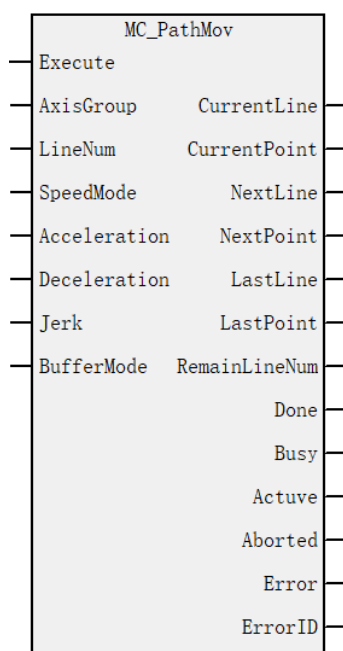 MC_PathMov
Execute
AxisGroup CurrentLine
LineNum CurrentPoint
SpeedMode NextLine
Acceleration NextPoint
Deceleration LastLine
Jerk LastPoint
BufferMode RemainLineNum
Done
Busy
Actuve
Aborted
Error
ErrorID